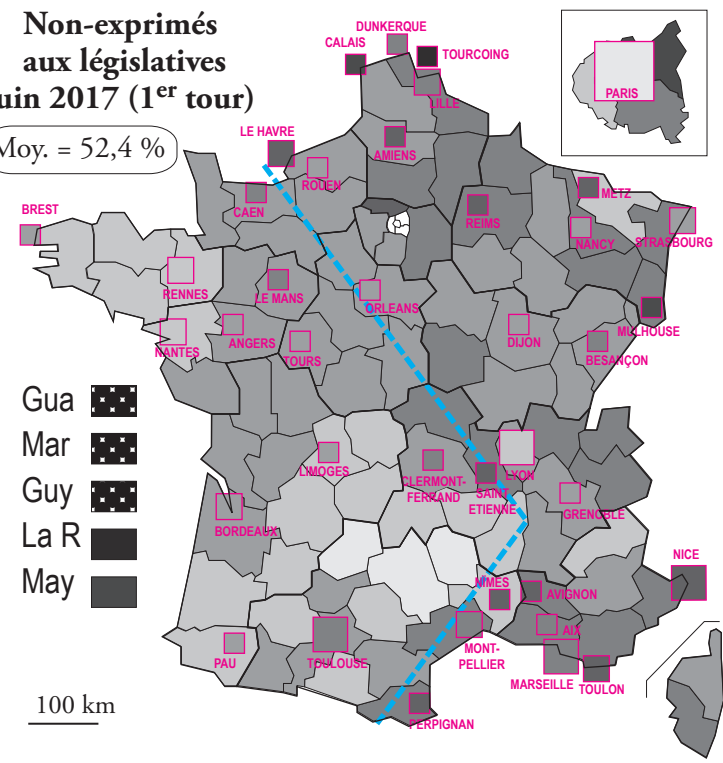 Non-exprimés
aux législatives
uin 2017 (1er tour)
Moy. = 52,4 %
DUNKERQUE
CALAIS
TOURCOING
LILLE
PARIS
LE HAVRE
AMIENS
ROUEN
METZ
BREST
CAEN
REIMS
NANCY
STRASBOURG
RENNES
LE MANS
ORLEANS
MULHOUSE
NANTES
ANGERS
TOURS
DIJON
BESANÇON
Gua
Mar
Guy
La R
May
LIMOGES
CLERMONT-
FERRAND
LYON
SAINT
ETIENNE
GRENOBLE
BORDEAUX
NICE
NIMES
AVIGNON
AIX
PAU
TOULOUSE
MONT-
PELLIER
MARSEILLE
TOULON
PERPIGNAN
100 km